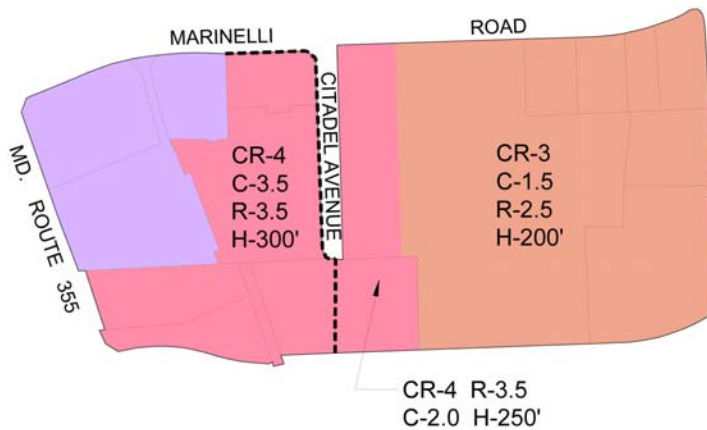 MARINELLI
ROAD
CITADEL AVENUE
MD. ROUTE 355
CR-4
C-3.5
R-3.5
H-300'
CR-3
C-1.5
R-2.5
H-200'
CR-4 R-3.5
C-2.0 H-250'